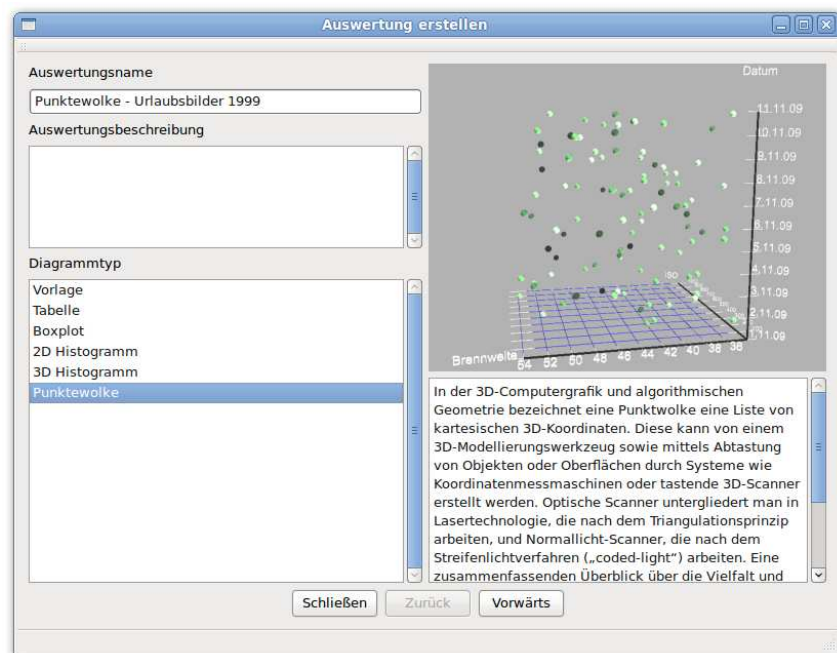 Auswertung erstellen
Auswertungsname
Punktewolke - Urlaubsbilder 1999
Auswertungsbeschreibung
Diagrammtyp
Vorlage
Tabelle
Boxplot
2D Histogramm
3D Histogramm
Punktewolke
Datum
11.11.09
10.11.09
9.11.09
8.11.09
7.11.09
6.11.09
5.11.09
4.11.09
3.11.09
2.11.09
1.11.09
ISO
Brennweite
54 52 50 48 46 44 42 40 38 36
In der 3D-Computergrafik und algorithmischen
Geometrie bezeichnet eine Punktwolke eine Liste von
kartesischen 3D-Koordinaten. Diese kann von einem
3D-Modellierungswerkzeug sowie mittels Abtastung
von Objekten oder Oberflächen durch Systeme wie
Koordinatenmessmaschinen oder tastende 3D-Scanner
erstellt werden. Optische Scanner untergliedert man in
Lasertechnologie, die nach dem Triangulationsprinzip
arbeiten, und Normallicht-Scanner, die nach dem
Streifenlichtverfahren („coded-light“) arbeiten. Eine
zusammenfassenden Überblick über die Vielfalt und
Schließen
Zurück
Vorwärts